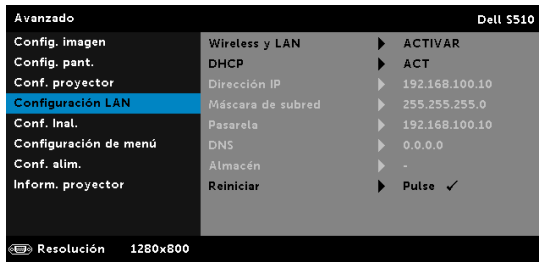 Avanzado Dell S510
Config. imagen
Config. pant.
Conf. proyector
Configuración LAN
Conf. Inal.
Configuración de menú
Conf. alim.
Inform. proyector
Wireless y LAN ACTIVAR
DHCP ACT
Dirección IP 192.168.100.10
Máscara de subred 255.255.255.0
Pasarela 192.168.100.10
DNS 0.0.0.0
Almacén -
Reiniciar Pulse ✓
Resolución 1280x800